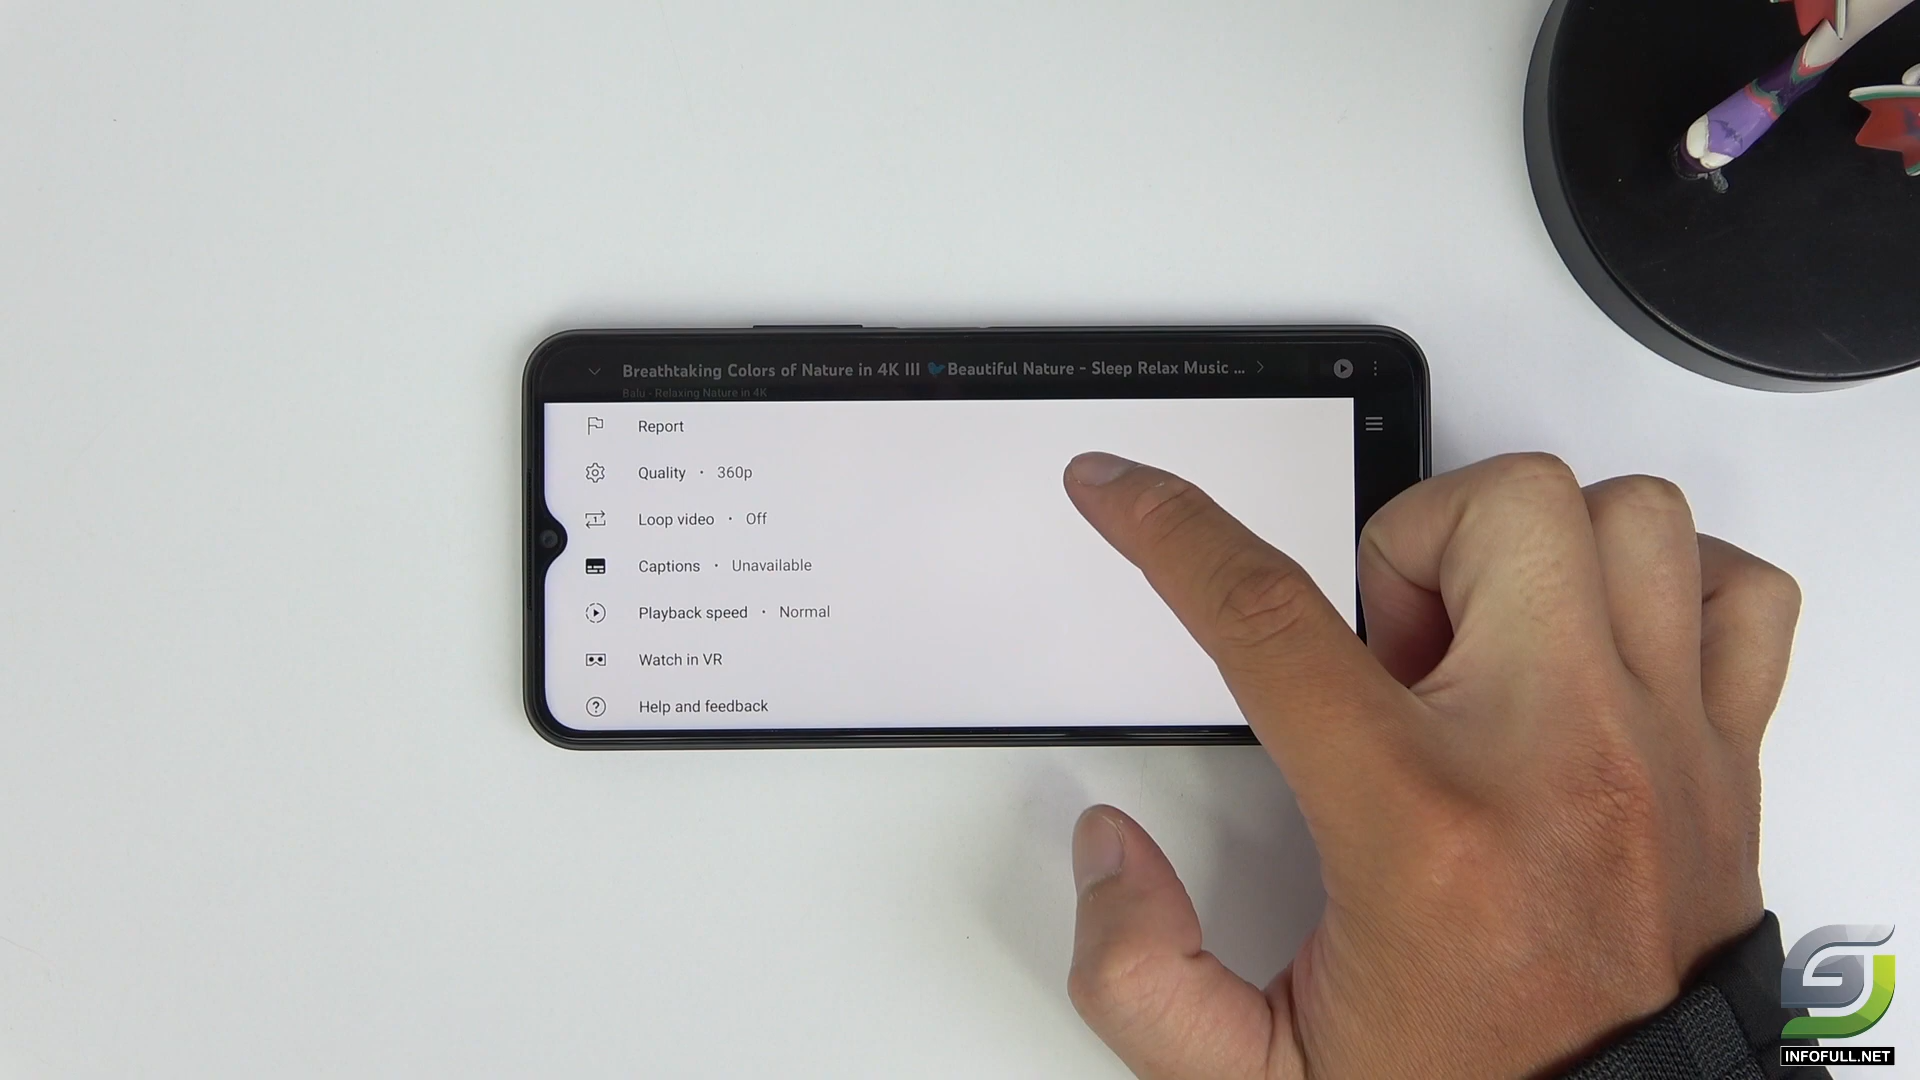 Breathtaking Colors of Nature in 4K III 🐦Beautiful Nature - Sleep Relax Music ...
Balu - Relaxing Nature in 4K
Report
Quality · 360p
Loop video · Off
Captions · Unavailable
Playback speed · Normal
Watch in VR
Help and feedback
INFOFULL.NET